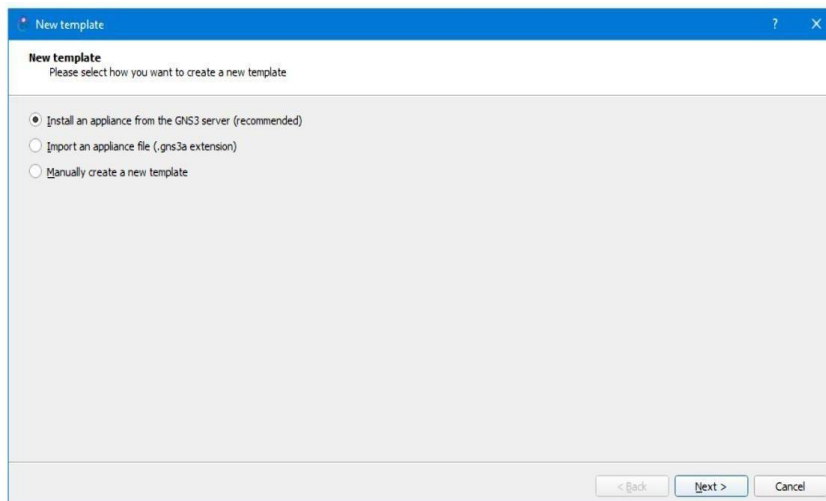 New template
?
New template
Please select how you want to create a new template
Install an appliance from the GNS3 server (recommended)
Import an appliance file (.gns3a extension)
Manually create a new template
< Back Next > Cancel